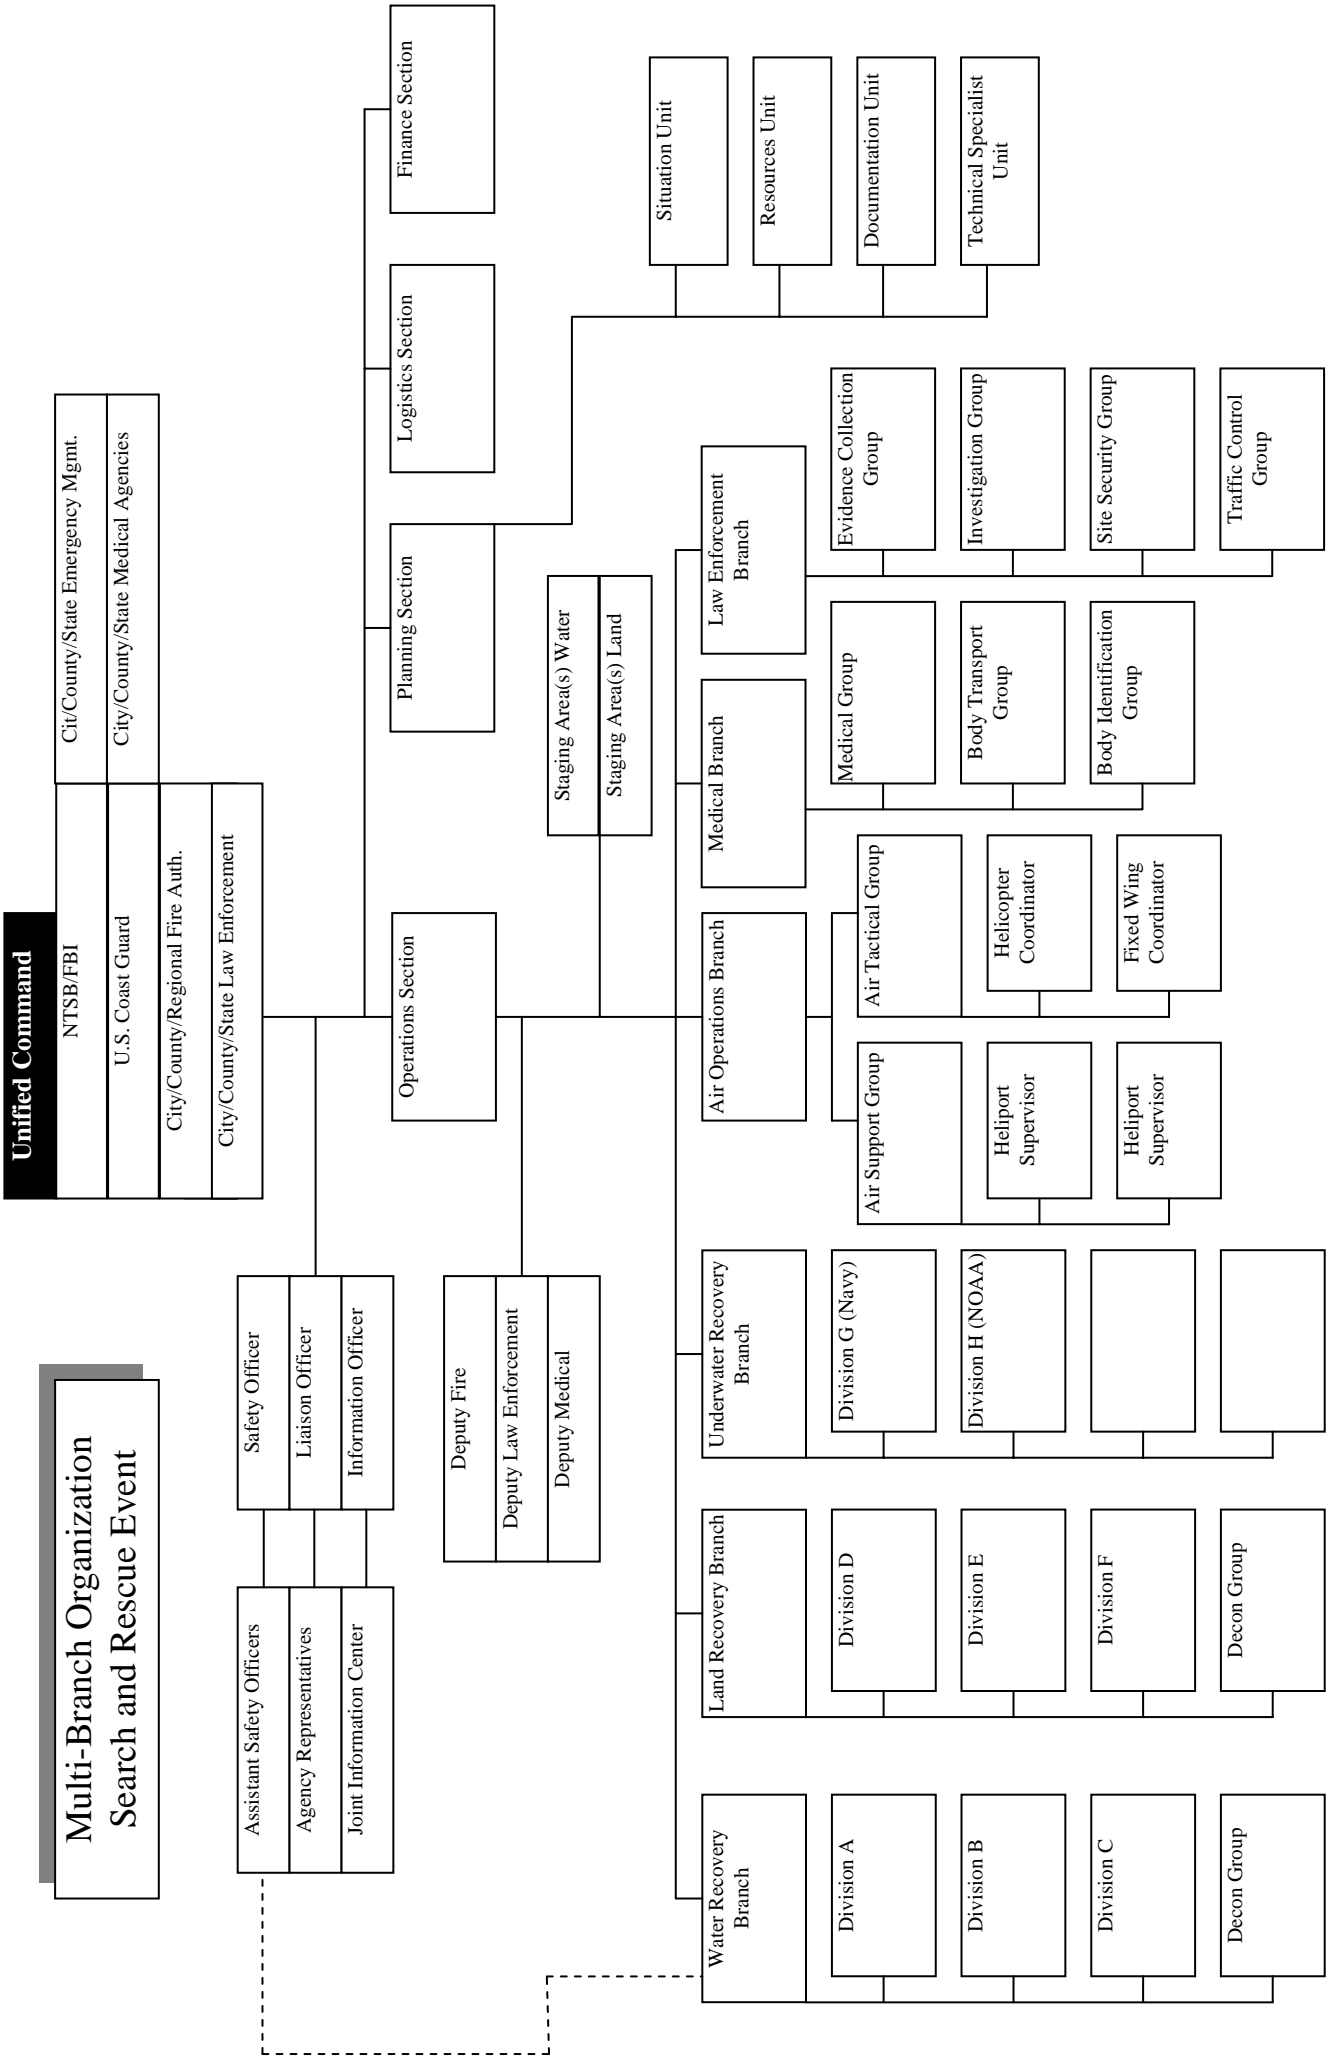 Multi-Branch Organization
Search and Rescue Event
Unified Command
NTSB/FBI
U.S. Coast Guard
City/County/Regional Fire Auth.
City/County/State Law Enforcement
Cit/County/State Emergency Mgmt.
City/County/State Medical Agencies
Assistant Safety Officers
Agency Representatives
Joint Information Center
Safety Officer
Liaison Officer
Information Officer
Operations Section
Planning Section
Logistics Section
Finance Section
Deputy Fire
Deputy Law Enforcement
Deputy Medical
Staging Area(s) Water
Staging Area(s) Land
Situation Unit
Resources Unit
Documentation Unit
Technical Specialist
Unit
Water Recovery
Branch
Division A
Division B
Division C
Decon Group
Land Recovery Branch
Division D
Division E
Division F
Decon Group
Underwater Recovery
Branch
Division G (Navy)
Division H (NOAA)
Air Operations Branch
Air Support Group
Heliport
Supervisor
Heliport
Supervisor
Air Tactical Group
Helicopter
Coordinator
Fixed Wing
Coordinator
Medical Branch
Medical Group
Body Transport
Group
Body Identification
Group
Law Enforcement
Branch
Evidence Collection
Group
Investigation Group
Site Security Group
Traffic Control
Group